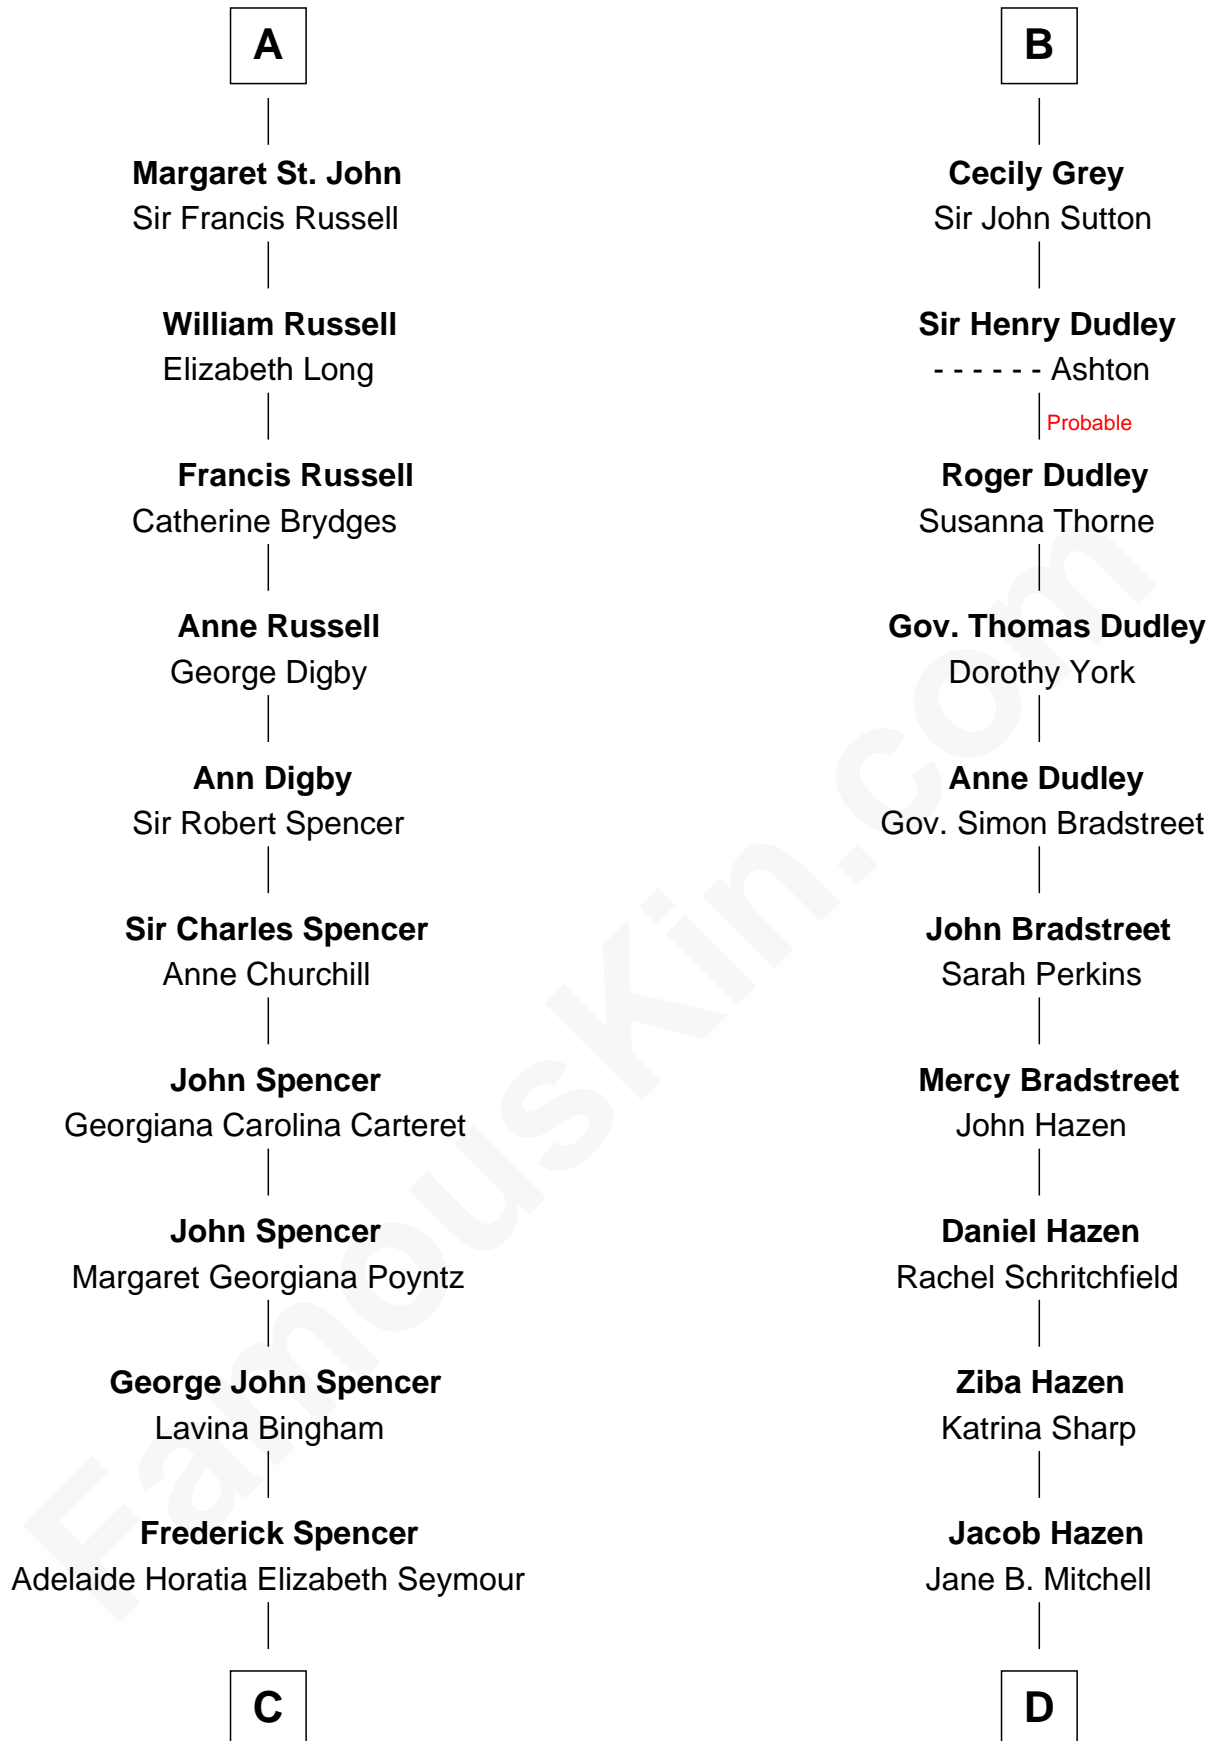 A
Margaret St. John
Sir Francis Russell
William Russell
Elizabeth Long
Francis Russell
Catherine Brydges
Anne Russell
George Digby
Ann Digby
Sir Robert Spencer
Sir Charles Spencer
Anne Churchill
John Spencer
Georgiana Carolina Carteret
John Spencer
Margaret Georgiana Poyntz
George John Spencer
Lavina Bingham
Frederick Spencer
Adelaide Horatia Elizabeth Seymour
C
B
Cecily Grey
Sir John Sutton
Sir Henry Dudley
- - - - - - Ashton
Probable
Roger Dudley
Susanna Thorne
Gov. Thomas Dudley
Dorothy York
Anne Dudley
Gov. Simon Bradstreet
John Bradstreet
Sarah Perkins
Mercy Bradstreet
John Hazen
Daniel Hazen
Rachel Schritchfield
Ziba Hazen
Katrina Sharp
Jacob Hazen
Jane B. Mitchell
D
FamousKin.com